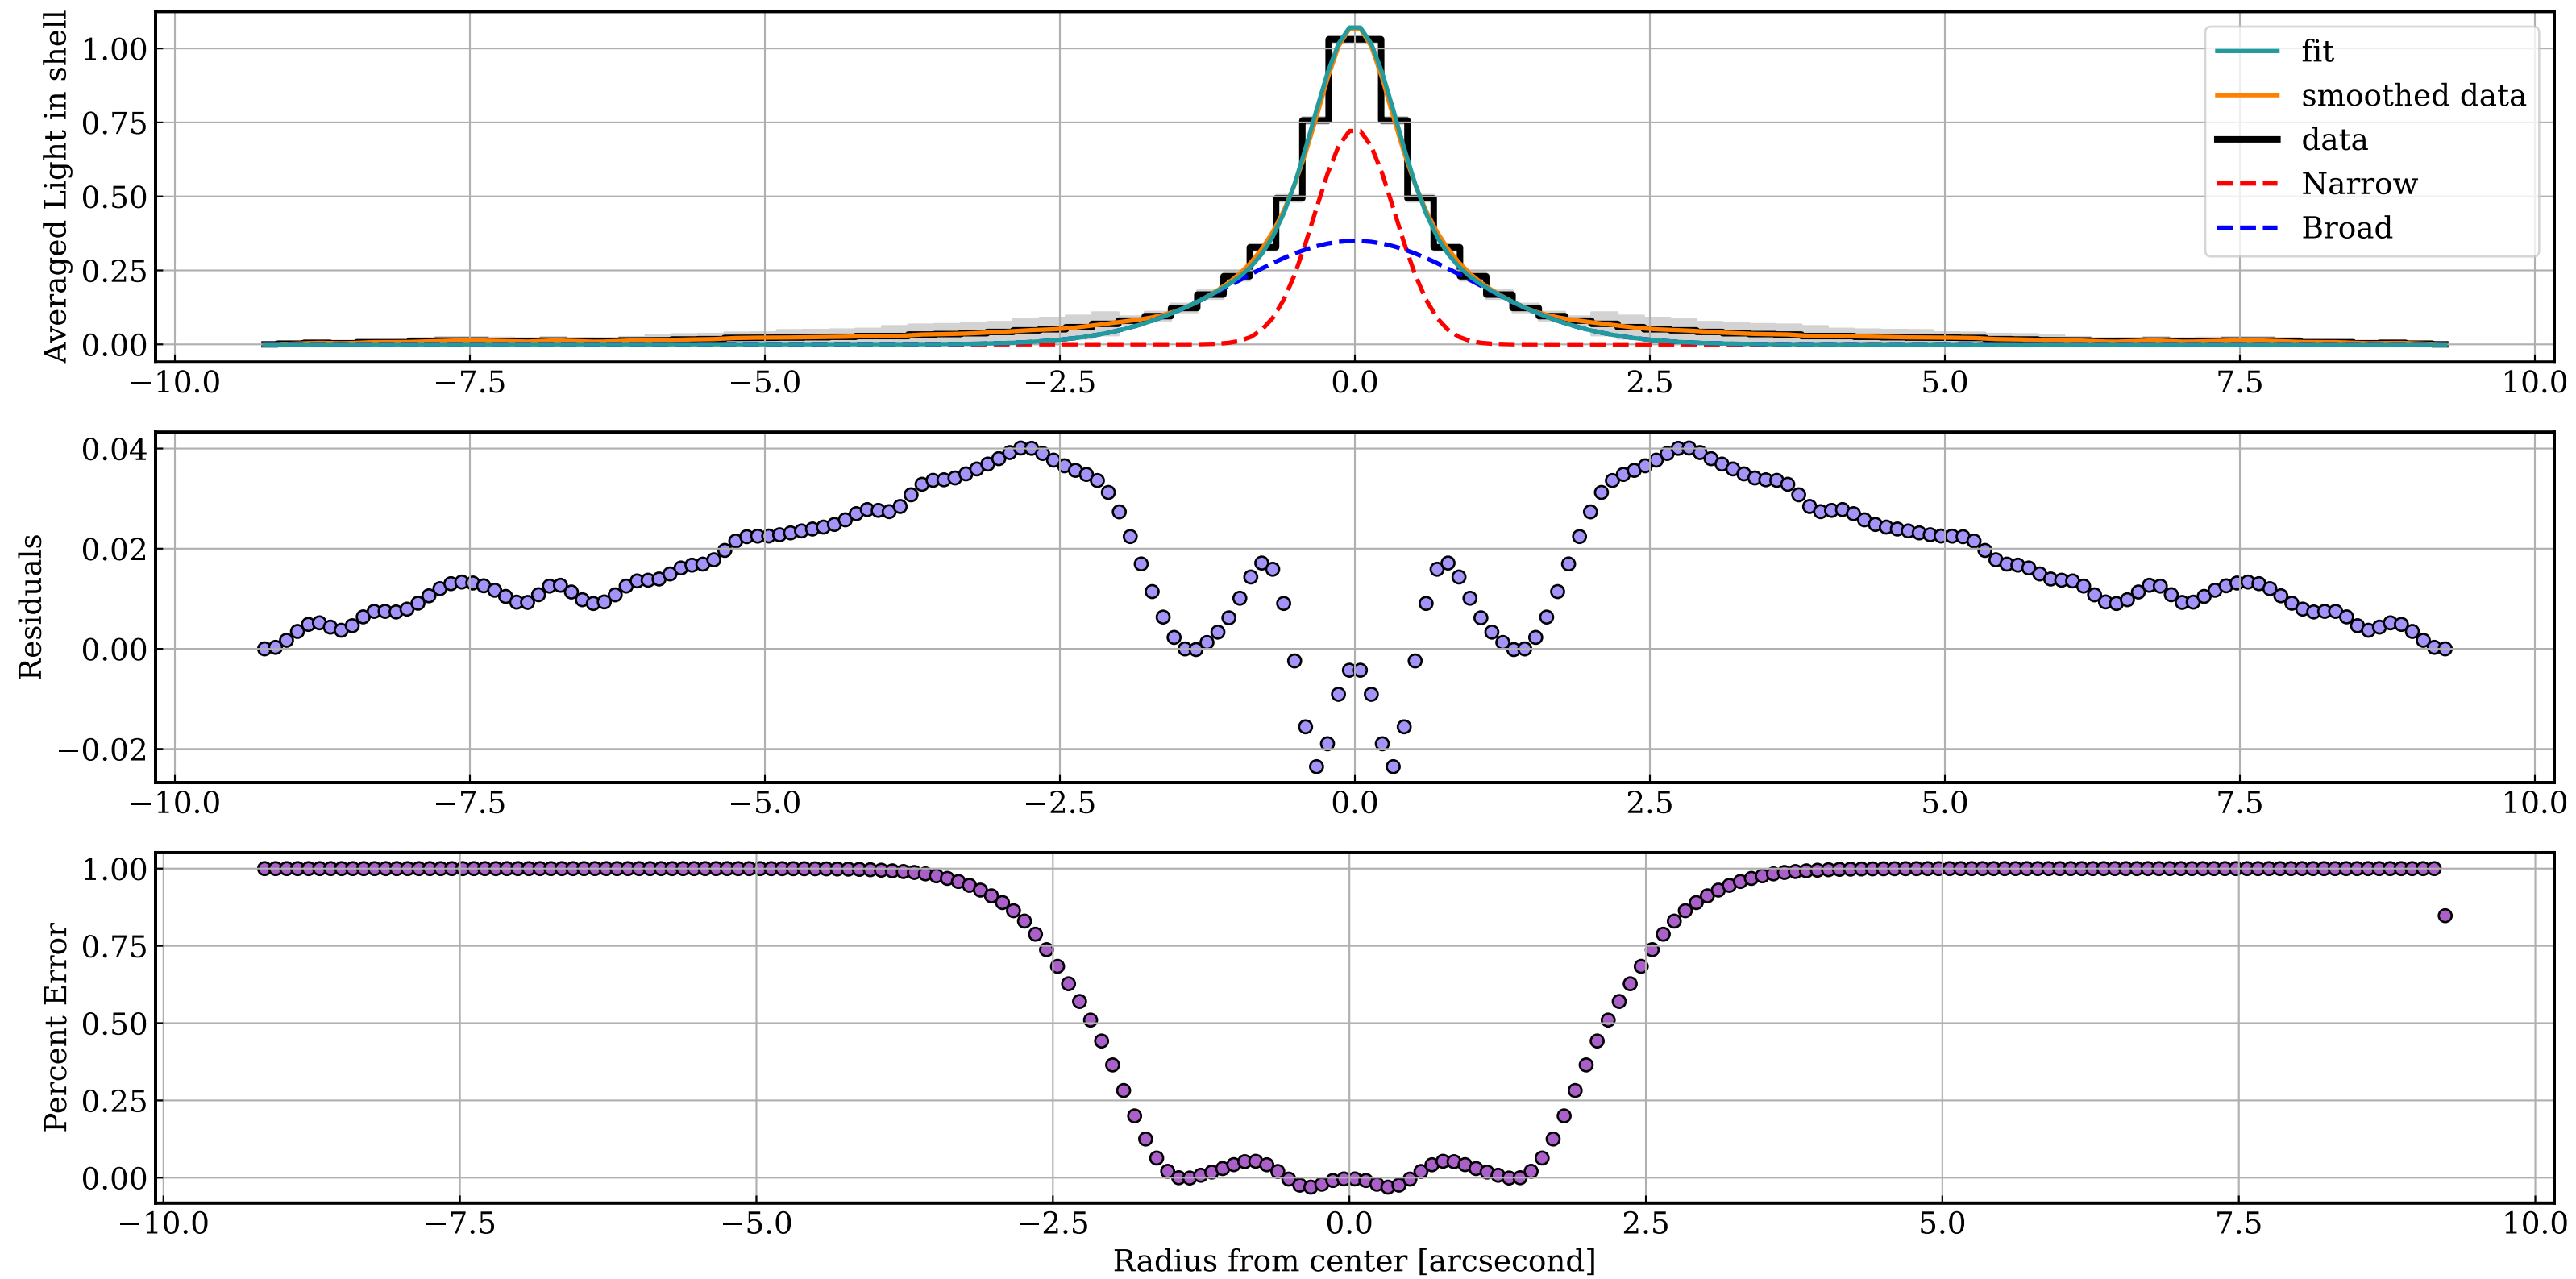 Averaged Light in shell
1.00
0.75
0.50
0.25
0.00
fit
smoothed data
data
Narrow
Broad
−10.0 −7.5 −5.0 −2.5 0.0 2.5 5.0 7.5 10.0
Residuals
0.04
0.02
0.00
−0.02
−10.0 −7.5 −5.0 −2.5 0.0 2.5 5.0 7.5 10.0
Percent Error
1.00
0.75
0.50
0.25
0.00
−10.0 −7.5 −5.0 −2.5 0.0 2.5 5.0 7.5 10.0
Radius from center [arcsecond]